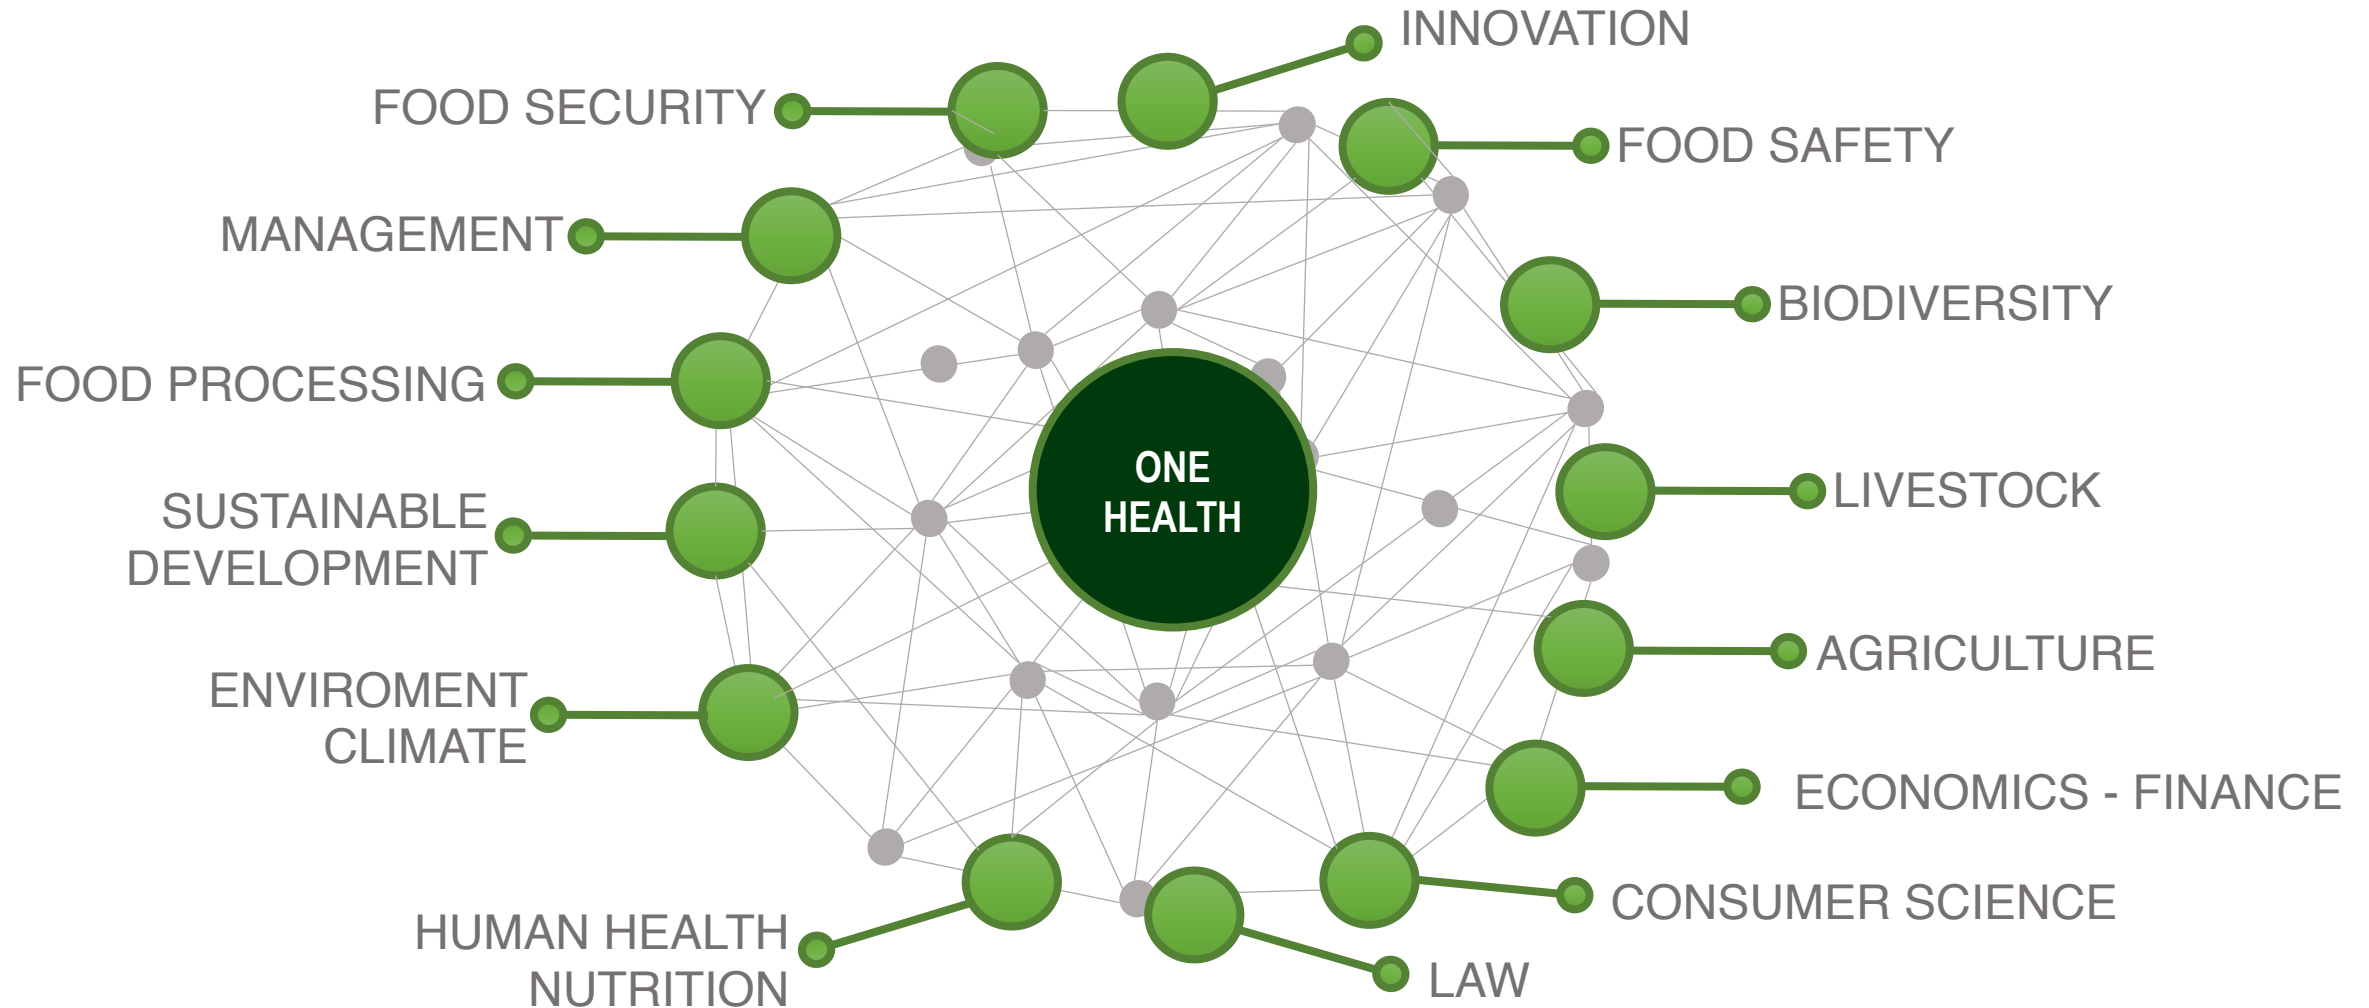 INNOVATION
FOOD SECURITY
FOOD SAFETY
MANAGEMENT
BIODIVERSITY
FOOD PROCESSING
ONE
HEALTH
LIVESTOCK
SUSTAINABLE
DEVELOPMENT
AGRICULTURE
ENVIROMENT
CLIMATE
ECONOMICS - FINANCE
CONSUMER SCIENCE
HUMAN HEALTH
NUTRITION
LAW